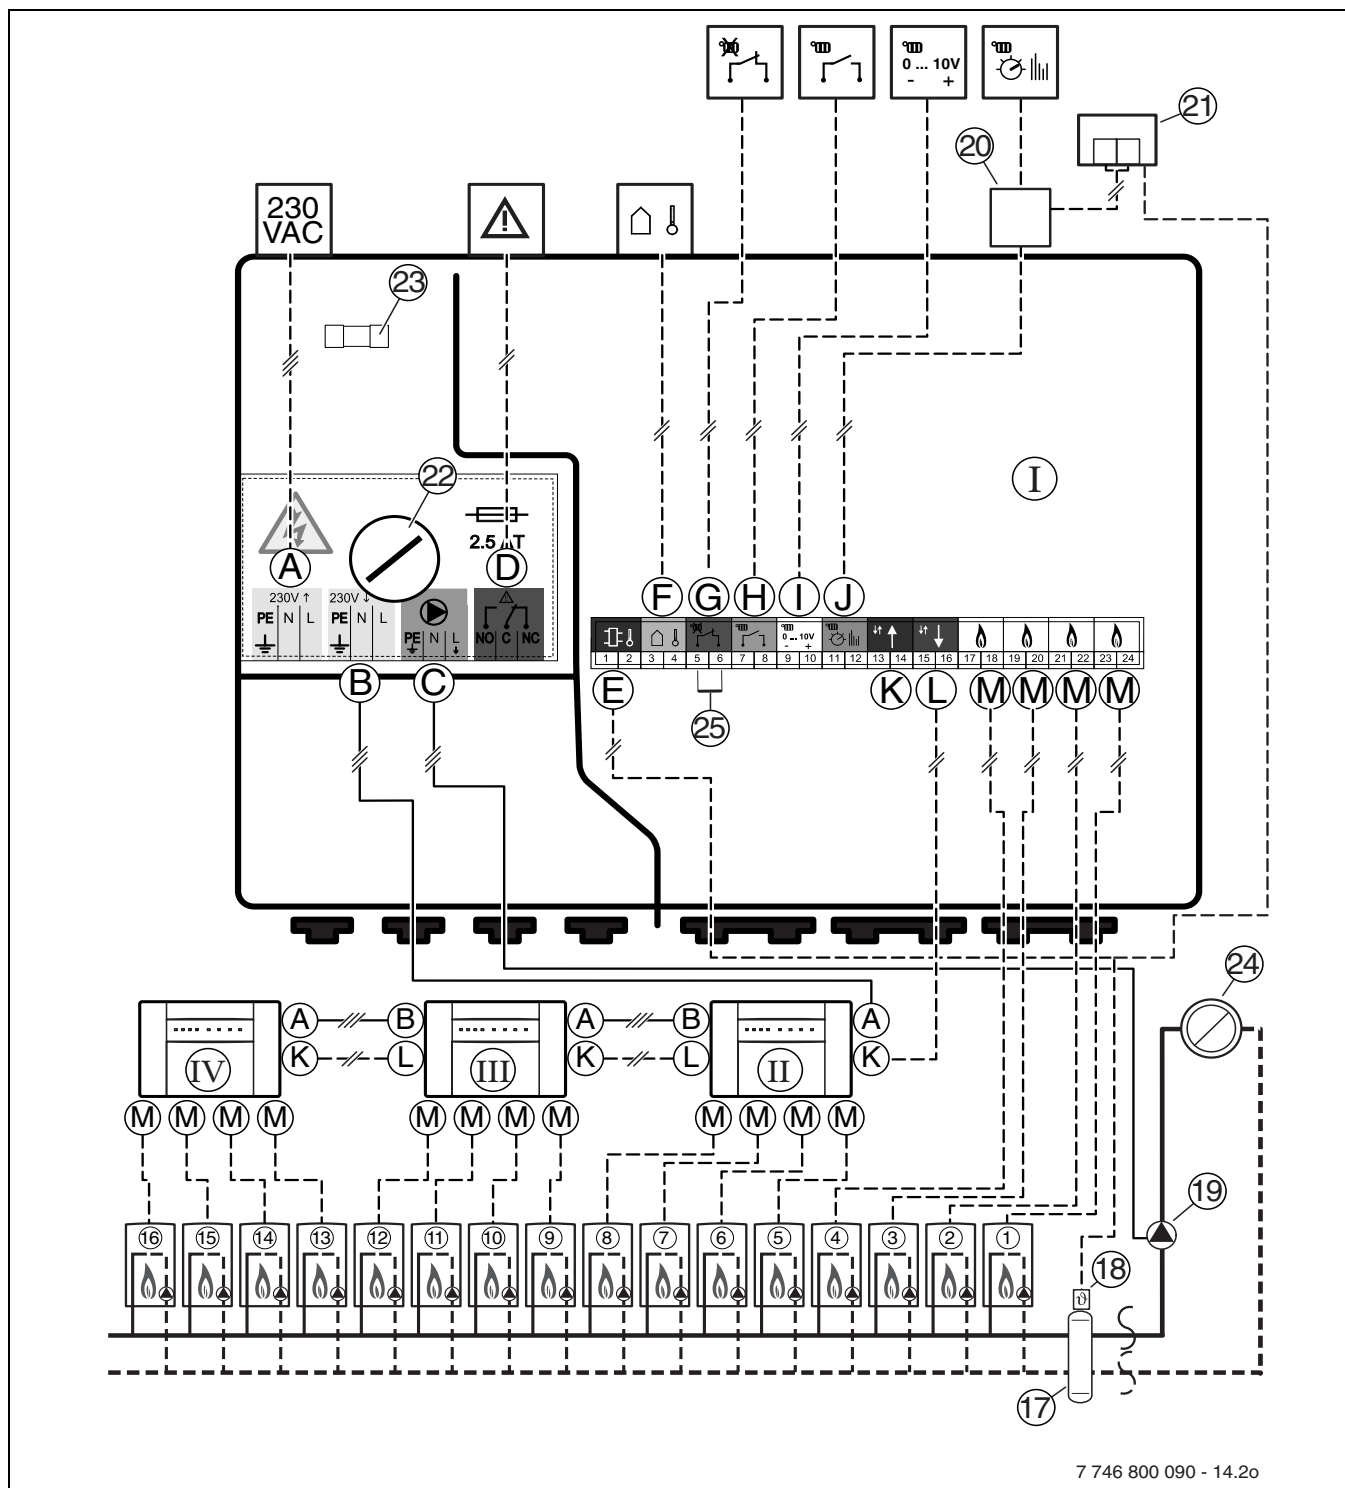 0 ... 10V
- +
21
20
230
VAC
23
I
22
2.5 AT
A
D
F G H I J
230V ↑
230V ↓
PE N L
PE N L
PE N L
NO C NC
0 ... 10V
- +
1 2 3 4 5 6 7 8 9 10 11 12 13 14 15 16 17 18 19 20 21 22 23 24
B C
E
K L M M M M
25
24
A B A B A
K L K L K
IV III II
M M M M M M M M M M M M
19
16 15 14 13 12 11 10 9 8 7 6 5 4 3 2 1
18
ϑ
17
7 746 800 090 - 14.2o